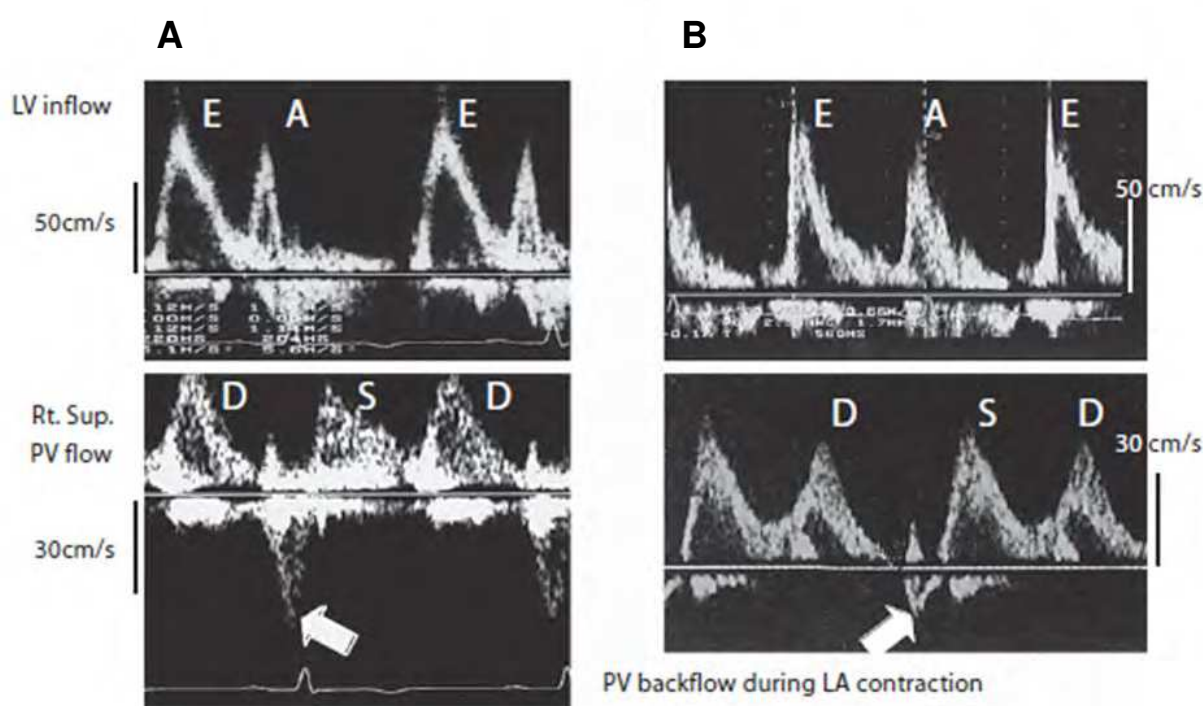 A
B
LV inflow
E A E
E A E
50cm/s
50 cm/s
Rt. Sup.
PV flow
D S D
D S D
30 cm/s
30cm/s
PV backflow during LA contraction